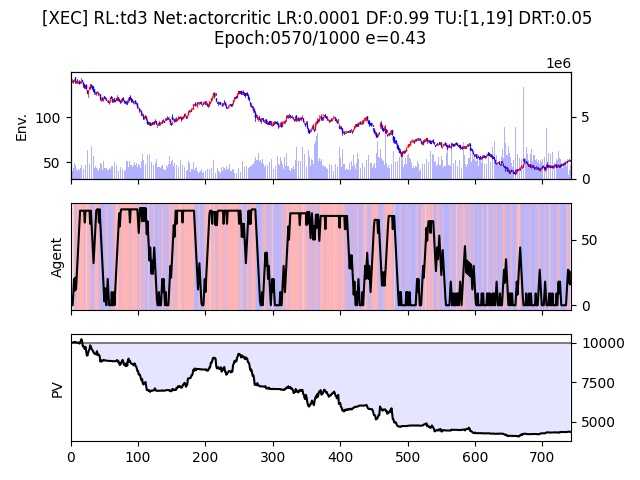 [XEC] RL:td3 Net:actorcritic LR:0.0001 DF:0.99 TU:[1,19] DRT:0.05
Epoch:0570/1000 e=0.43
1e6
Env.
100
50
5
0
Agent
50
0
PV
10000
7500
5000
0 100 200 300 400 500 600 700